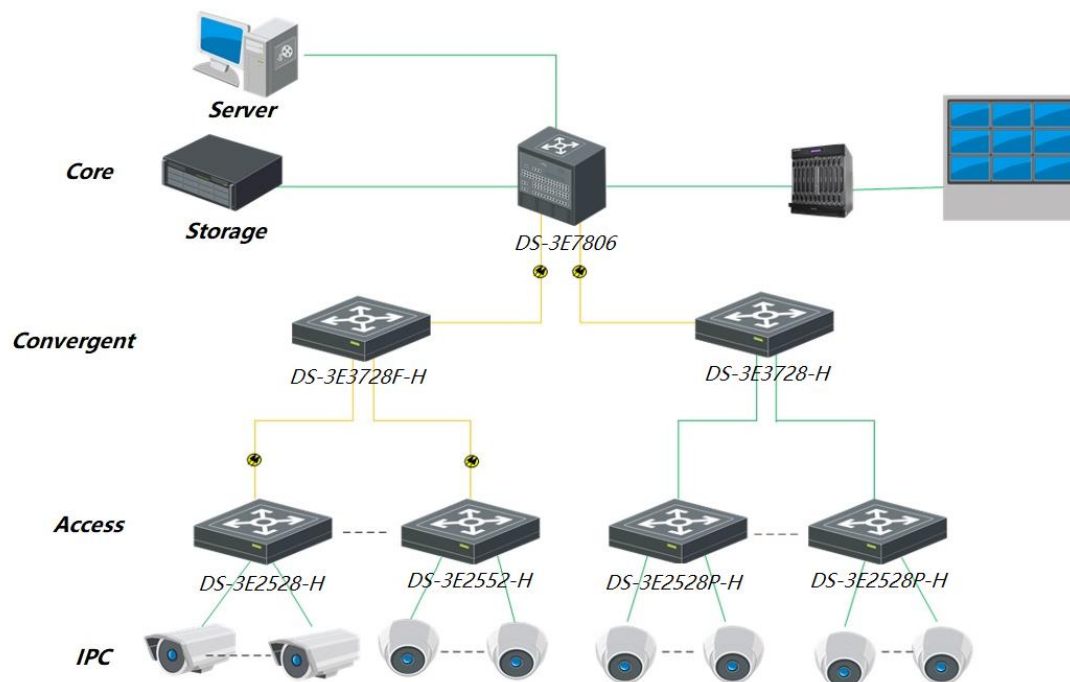 Server
Core
Storage
DS-3E7806
Convergent
DS-3E3728F-H
DS-3E3728-H
Access
DS-3E2528-H
DS-3E2552-H
DS-3E2528P-H
DS-3E2528P-H
IPC